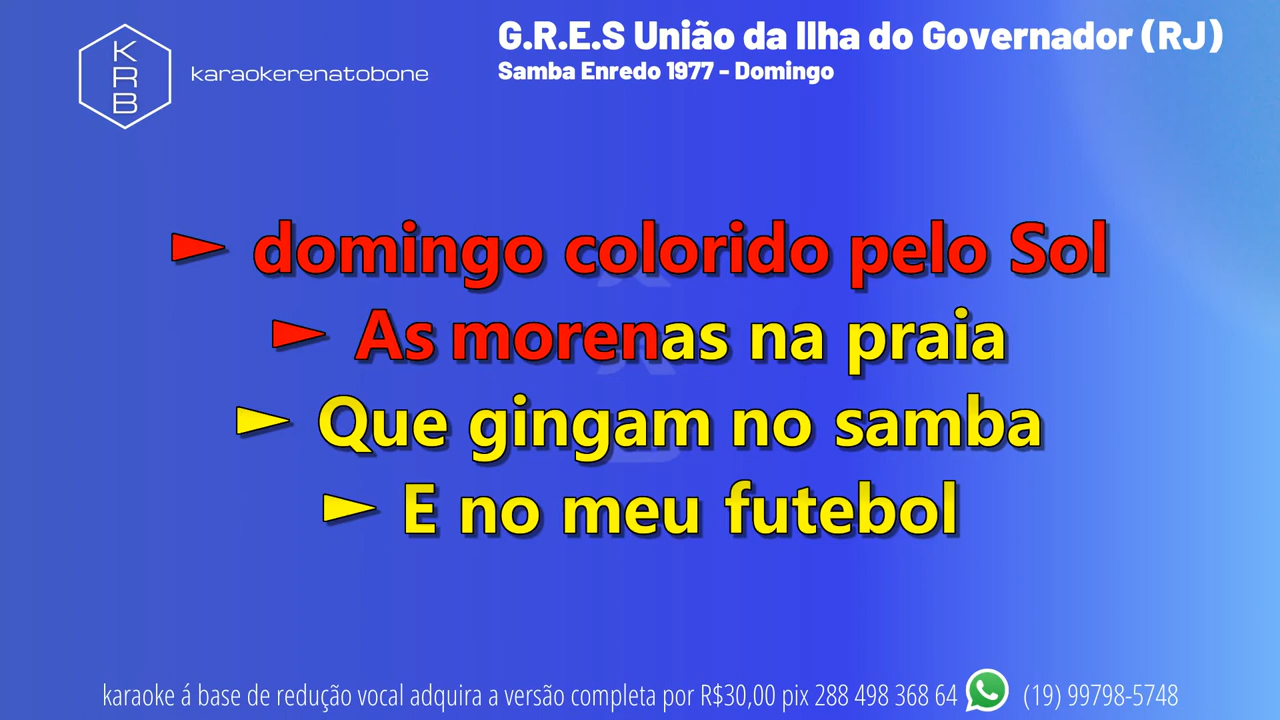 K
R
B
karaokerenatobone
G.R.E.S União da Ilha do Governador (RJ)
Samba Enredo 1977 - Domingo
► domingo colorido pelo Sol
► As morenas na praia
► Que gingam no samba
► E no meu futebol
karaoke á base de redução vocal adquira a versão completa por R$30,00 pix 288 498 368 64 (19) 99798-5748